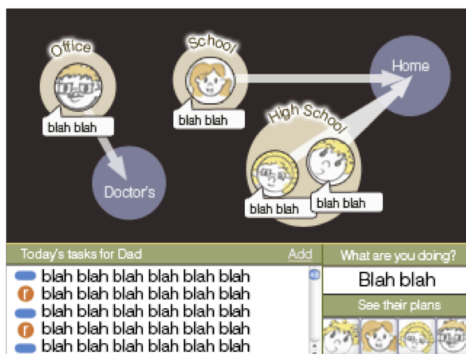 Office
School
Home
blah blah
blah blah
High School
Doctor's
blah blah
blah blah
Today's tasks for Dad
Add
What are you doing?
blah blah blah blah blah blah
Blah blah
r blah blah blah blah blah blah
See their plans
blah blah blah blah blah blah
r blah blah blah blah blah blah
blah blah blah blah blah blah